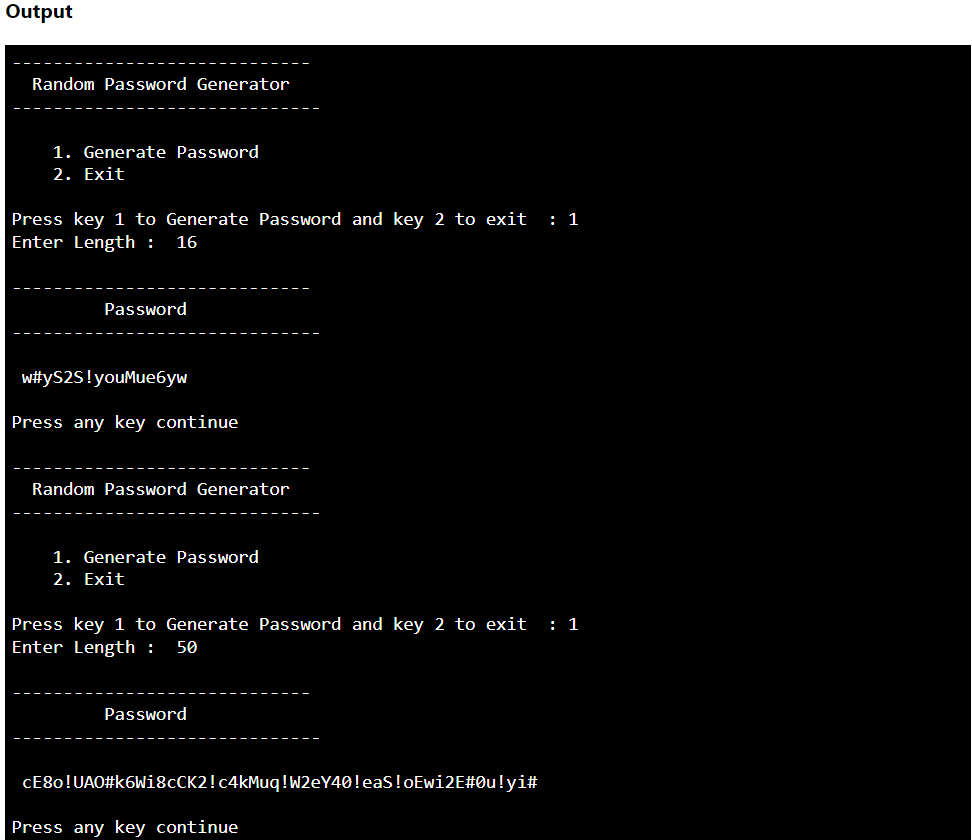 Output
-----------------------------
  Random Password Generator
------------------------------
    1. Generate Password
    2. Exit
Press key 1 to Generate Password and key 2 to exit  : 1
Enter Length :  16
-----------------------------
         Password
------------------------------
 w#yS2S!youMue6yw
Press any key continue
-----------------------------
  Random Password Generator
------------------------------
    1. Generate Password
    2. Exit
Press key 1 to Generate Password and key 2 to exit  : 1
Enter Length :  50
-----------------------------
         Password
------------------------------
 cE8o!UAO#k6Wi8cCK2!c4kMuq!W2eY40!eaS!oEwi2E#0u!yi#
Press any key continue